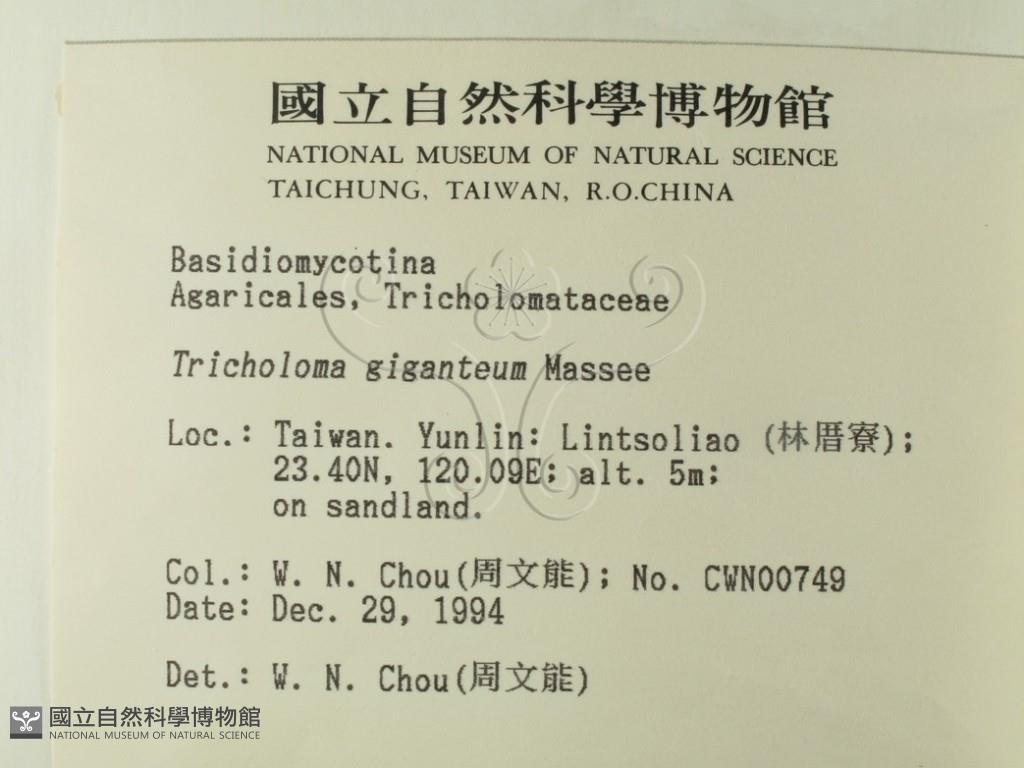 國立自然科學博物館
NATIONAL MUSEUM OF NATURAL SCIENCE
TAICHUNG, TAIWAN, R.O.CHINA
Basidiomycotina
Agaricales, Tricholomataceae
Tricholoma giganteum Massee
Loc.: Taiwan. Yunlin: Lintsoliao (林厝寮);
23.40N, 120.09E; alt. 5m;
on sandland.
Col.: W. N. Chou(周文能); No. CWN00749
Date: Dec. 29, 1994
Det.: W. N. Chou(周文能)
國立自然科學博物館
NATIONAL MUSEUM OF NATURAL SCIENCE